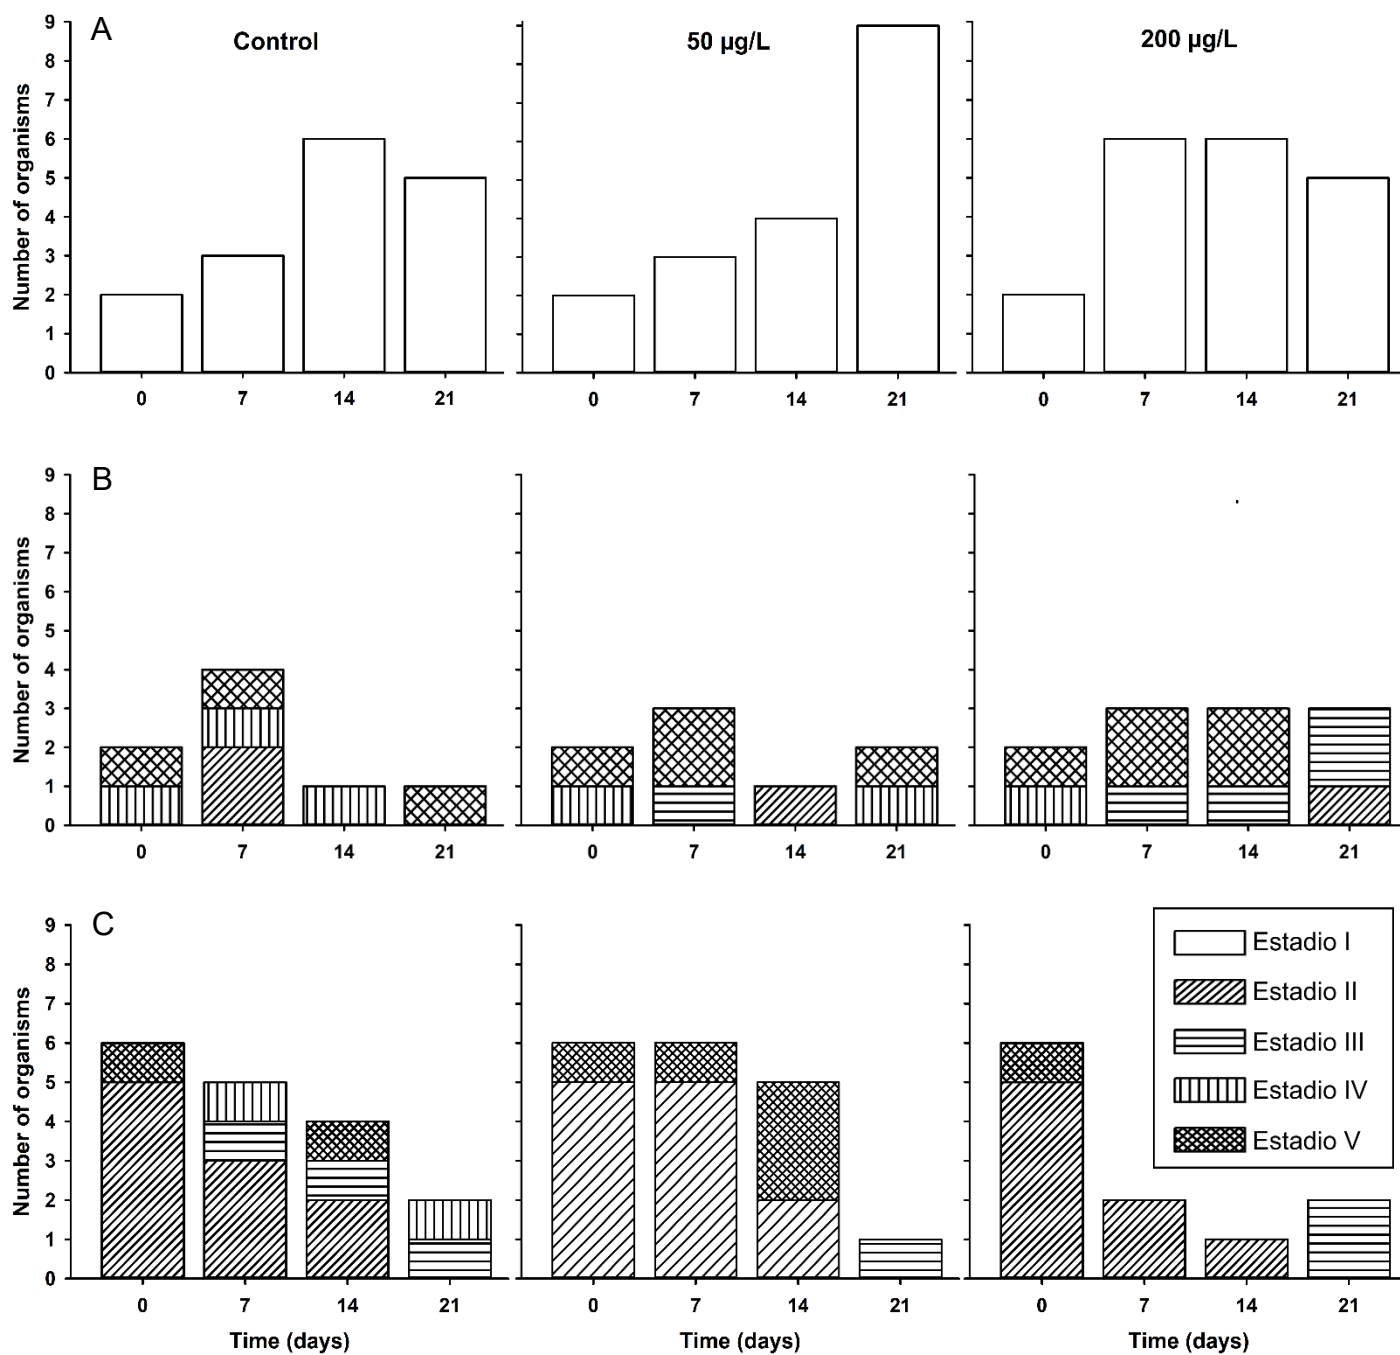 A
Control
50 µg/L
200 µg/L
Number of organisms
9
8
7
6
5
4
3
2
1
0
0 7 14 21
0 7 14 21
0 7 14 21
B
Number of organisms
9
8
7
6
5
4
3
2
1
0
0 7 14 21
0 7 14 21
0 7 14 21
C
Number of organisms
9
8
7
6
5
4
3
2
1
0
0 7 14 21
0 7 14 21
0 7 14 21
Time (days)
Time (days)
Time (days)
Estadio I
Estadio II
Estadio III
Estadio IV
Estadio V